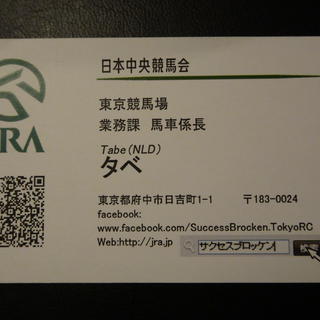 日本中央競馬会
JRA
東京競馬場
業務課 馬車係長
Tabe(NLD)
タベ
東京都府中市日吉町1-1 〒183-0024
facebook:
www.facebook.com/SuccessBrocken.TokyoRC
Web:http://jra.jp サクセスブロッケン 検索